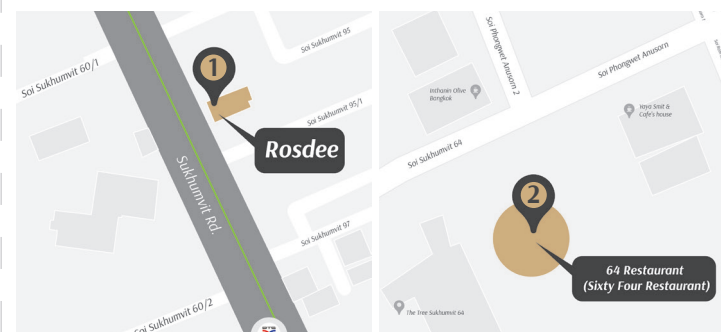 Soi Sukhumvit 60/1
1
Soi Sukhumvit 95
Soi Sukhumvit 95/1
Rosdee
Sukhumvit Rd.
Soi Sukhumvit 97
Soi Sukhumvit 60/2
BTS
Soi Phongwet Anusorn 2
Soi Phongwet Anusorn
Inthanin Olive
Bangkok
Yaya Smit &
Cafe's house
Soi Sukhumvit 64
2
64 Restaurant
(Sixty Four Restaurant)
The Tree Sukhumvit 64